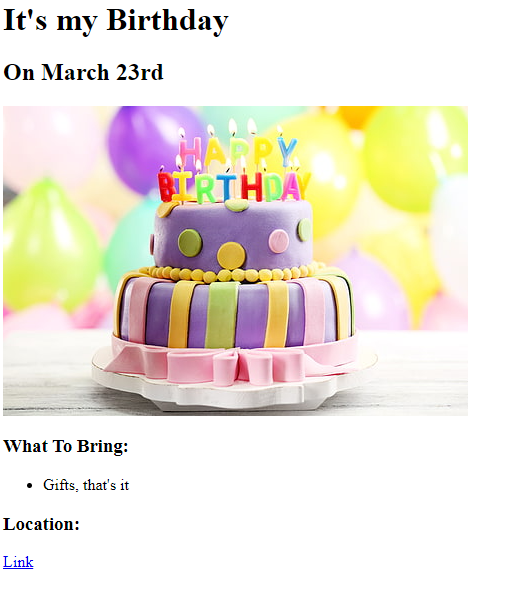 It's my Birthday
On March 23rd
HAPPY
BIRTHDAY
What To Bring:
Gifts, that's it
Location:
Link